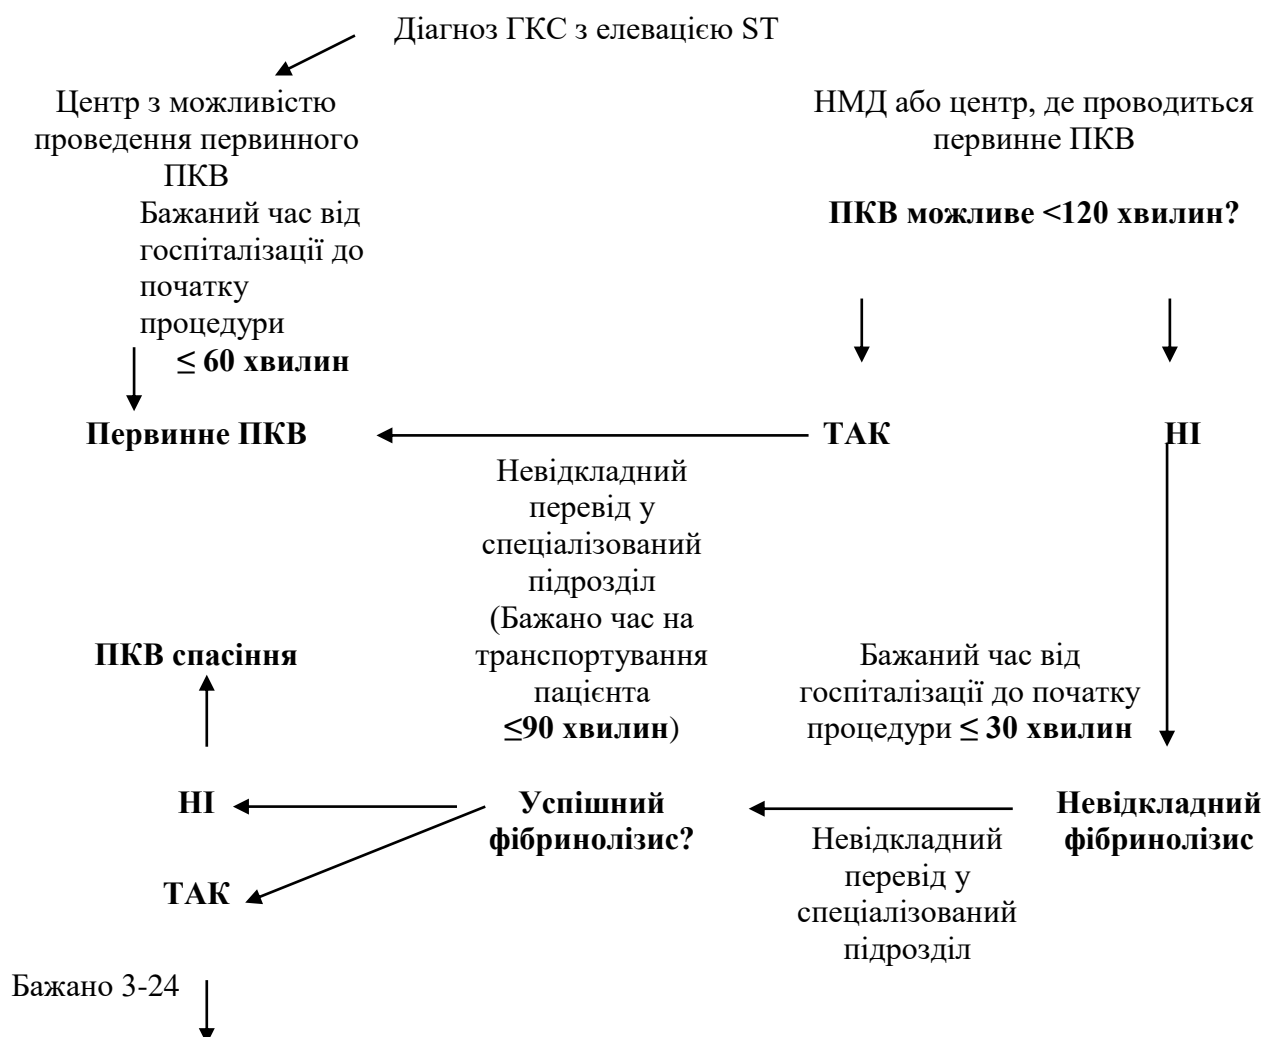 Діагноз ГКС з елевацією ST
Центр з можливістю
проведення первинного
ПКВ
Бажаний час від
госпіталізації до
початку
процедури
≤ 60 хвилин
НМД або центр, де проводиться
первинне ПКВ
ПКВ можливе <120 хвилин?
Первинне ПКВ
ТАК
НІ
Невідкладний
перевід у
спеціалізований
підрозділ
(Бажано час на
транспортування
пацієнта
≤90 хвилин)
ПКВ спасіння
Бажаний час від
госпіталізації до початку
процедури ≤ 30 хвилин
НІ
Успішний
фібринолізис?
Невідкладний
фібринолізис
Невідкладний
перевід у
спеціалізований
підрозділ
ТАК
Бажано 3-24